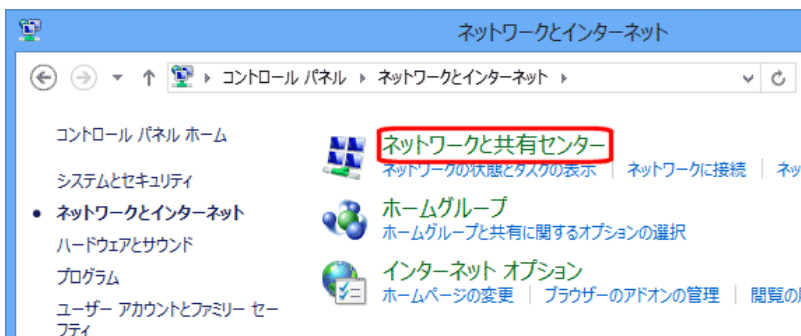 ネットワークとインターネット
コントロール パネル ネットワークとインターネット
コントロール パネル ホーム
システムとセキュリティ
ネットワークとインターネット
ハードウェアとサウンド
プログラム
ユーザー アカウントとファミリー セー
フティ
ネットワークと共有センター
ネットワークの状態とタスクの表示 ネットワークに接続
ホームグループ
ホームグループと共有に関するオプションの選択
インターネット オプション
ホームページの変更 ブラウザーのアドオンの管理 閲覧の